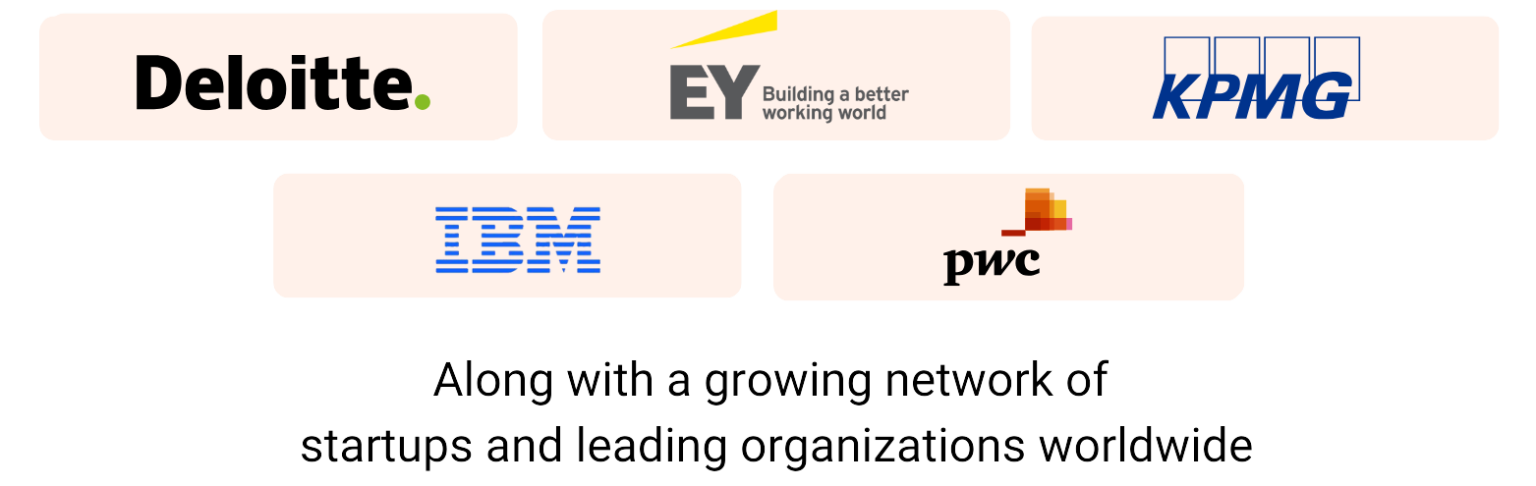 Deloitte.
EY Building a better
working world
KPMG
IBM
pwc
Along with a growing network of
startups and leading organizations worldwide